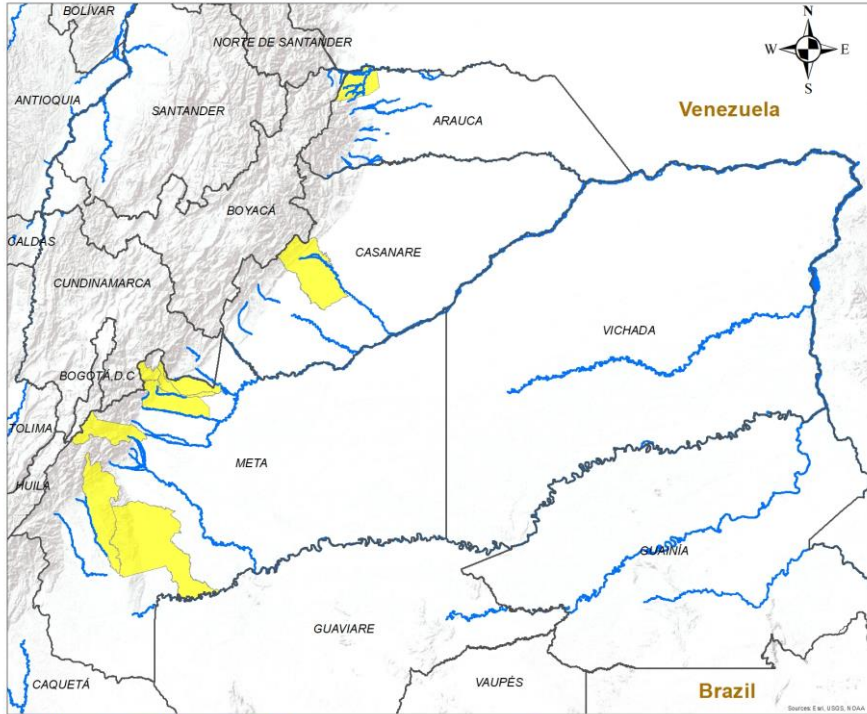 BOLÍVAR
N
NORTE DE SANTANDER
W E
S
ANTIOQUIA
SANTANDER
Venezuela
ARAUCA
BOYACÁ
CALDAS
CASANARE
CUNDINAMARCA
VICHADA
BOGOTÁ, D.C
TOLIMA
META
HUILA
GUAINÍA
GUAVIARE
CAQUETÁ
VAUPÉS
Brazil
Sources: Esri, USGS, NOAA